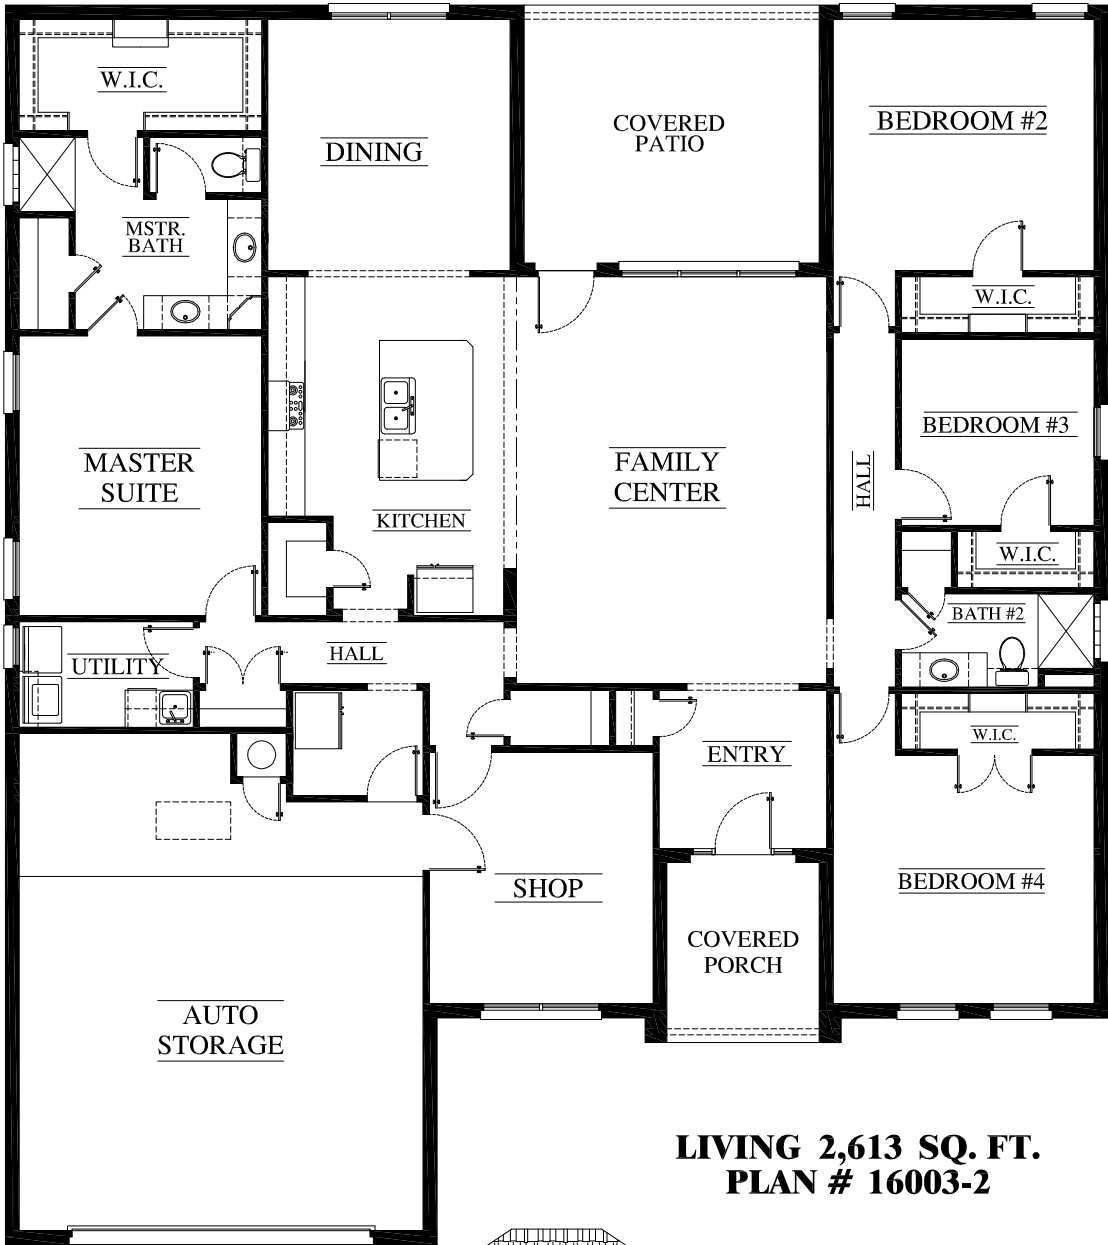 W.I.C.
DINING
COVERED
PATIO
BEDROOM #2
MSTR.
BATH
W.I.C.
MASTER
SUITE
KITCHEN
FAMILY
CENTER
HALL
BEDROOM #3
W.I.C.
BATH #2
UTILITY
HALL
ENTRY
W.I.C.
SHOP
BEDROOM #4
COVERED
PORCH
AUTO
STORAGE
LIVING 2,613 SQ. FT.
PLAN # 16003-2